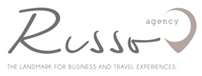 Russo agency
THE LANDMARK FOR BUSINESS AND TRAVEL EXPERIENCES.